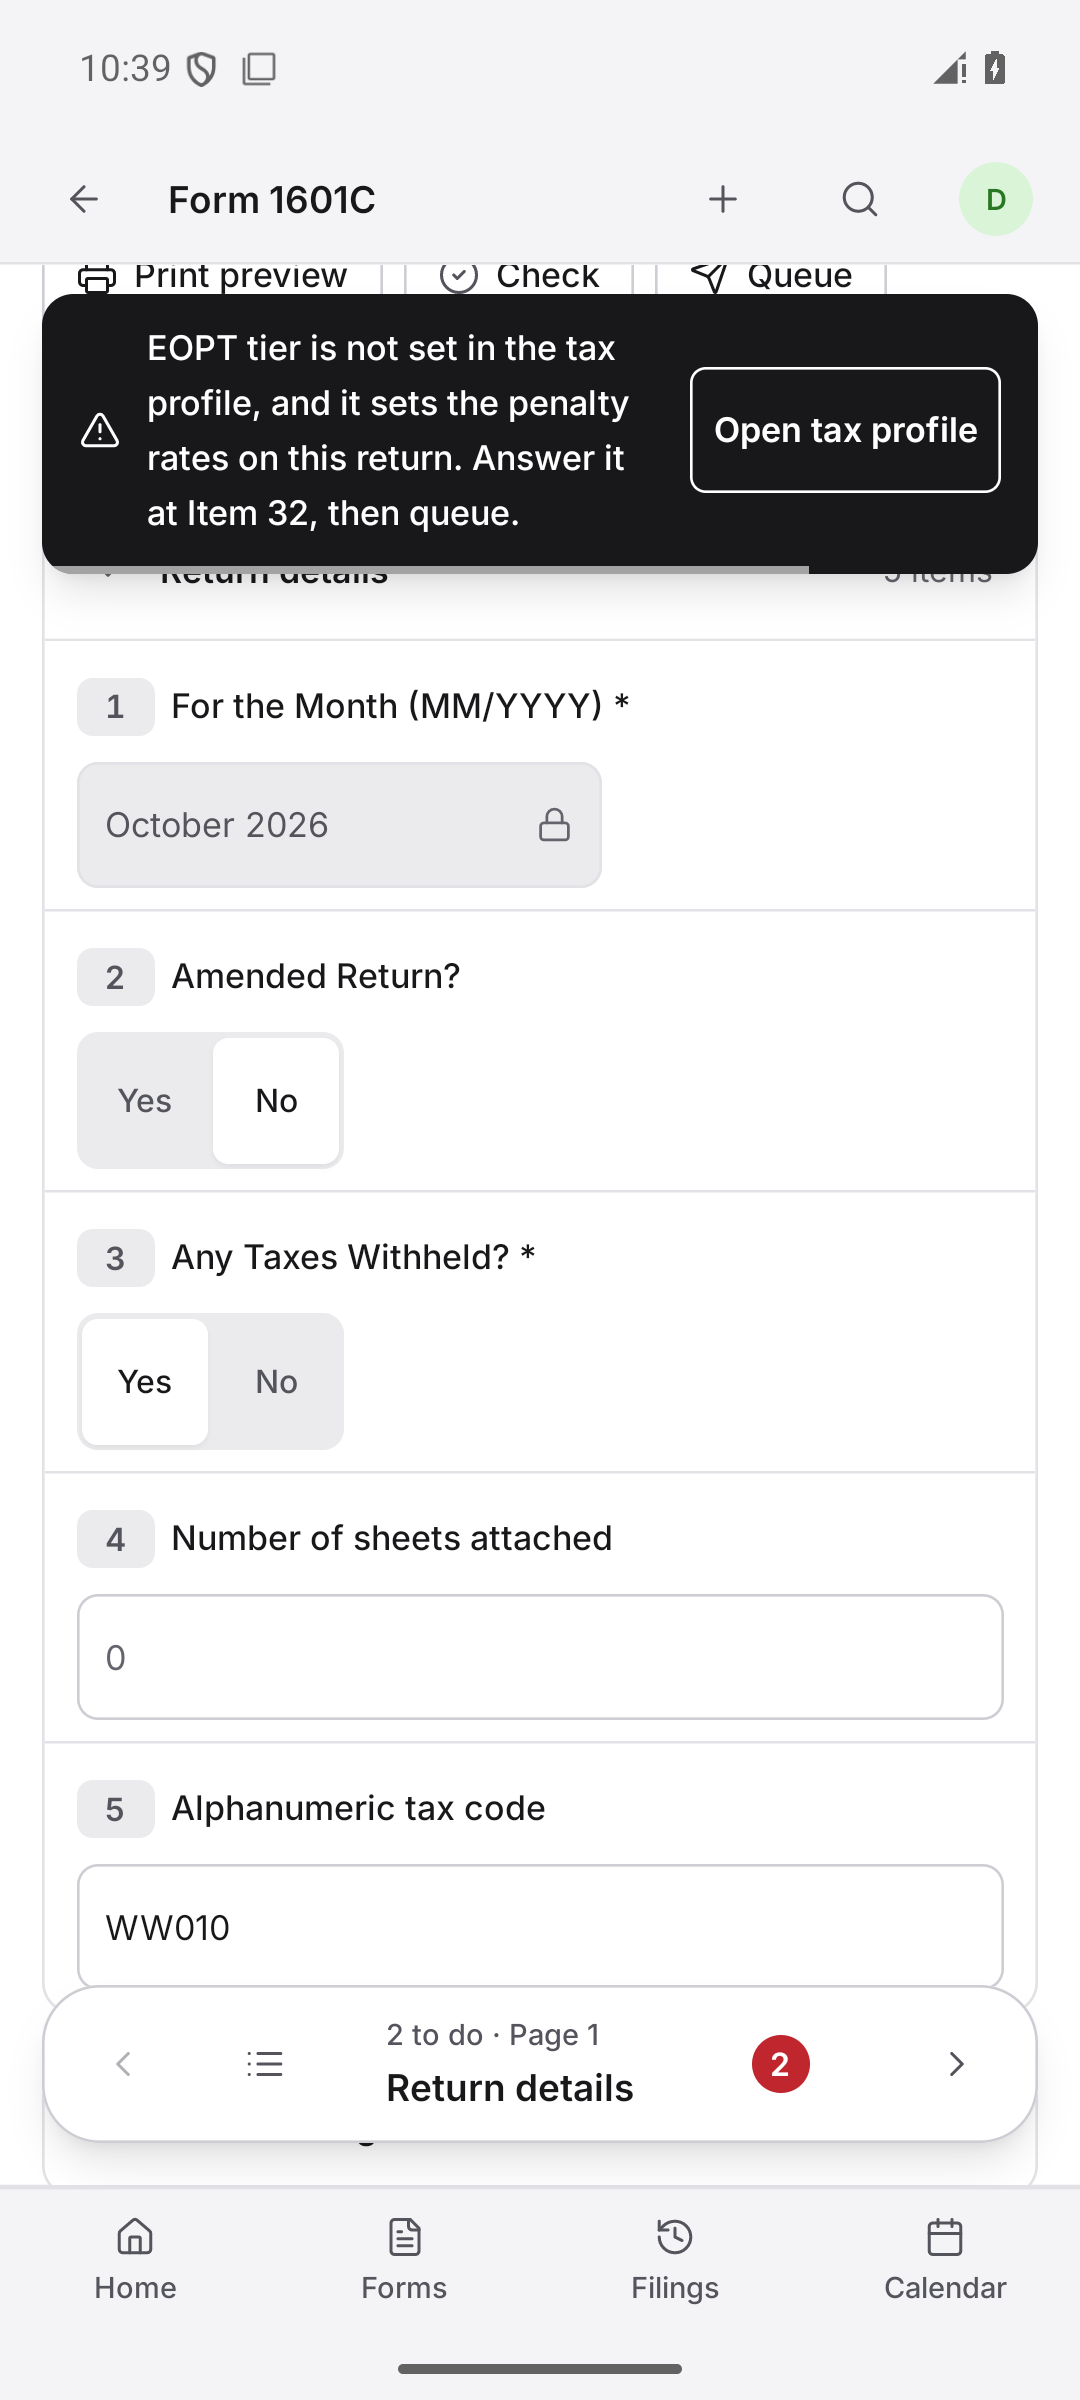 10:39
Form 1601C
D
Print preview
Check
Queue
EOPT tier is not set in the tax
profile, and it sets the penalty
rates on this return. Answer it
at Item 32, then queue.
Open tax profile
Return details
5 items
1 For the Month (MM/YYYY) *
October 2026
2 Amended Return?
Yes No
3 Any Taxes Withheld? *
Yes No
4 Number of sheets attached
0
5 Alphanumeric tax code
WW010
2 to do · Page 1
Return details
2
Home
Forms
Filings
Calendar